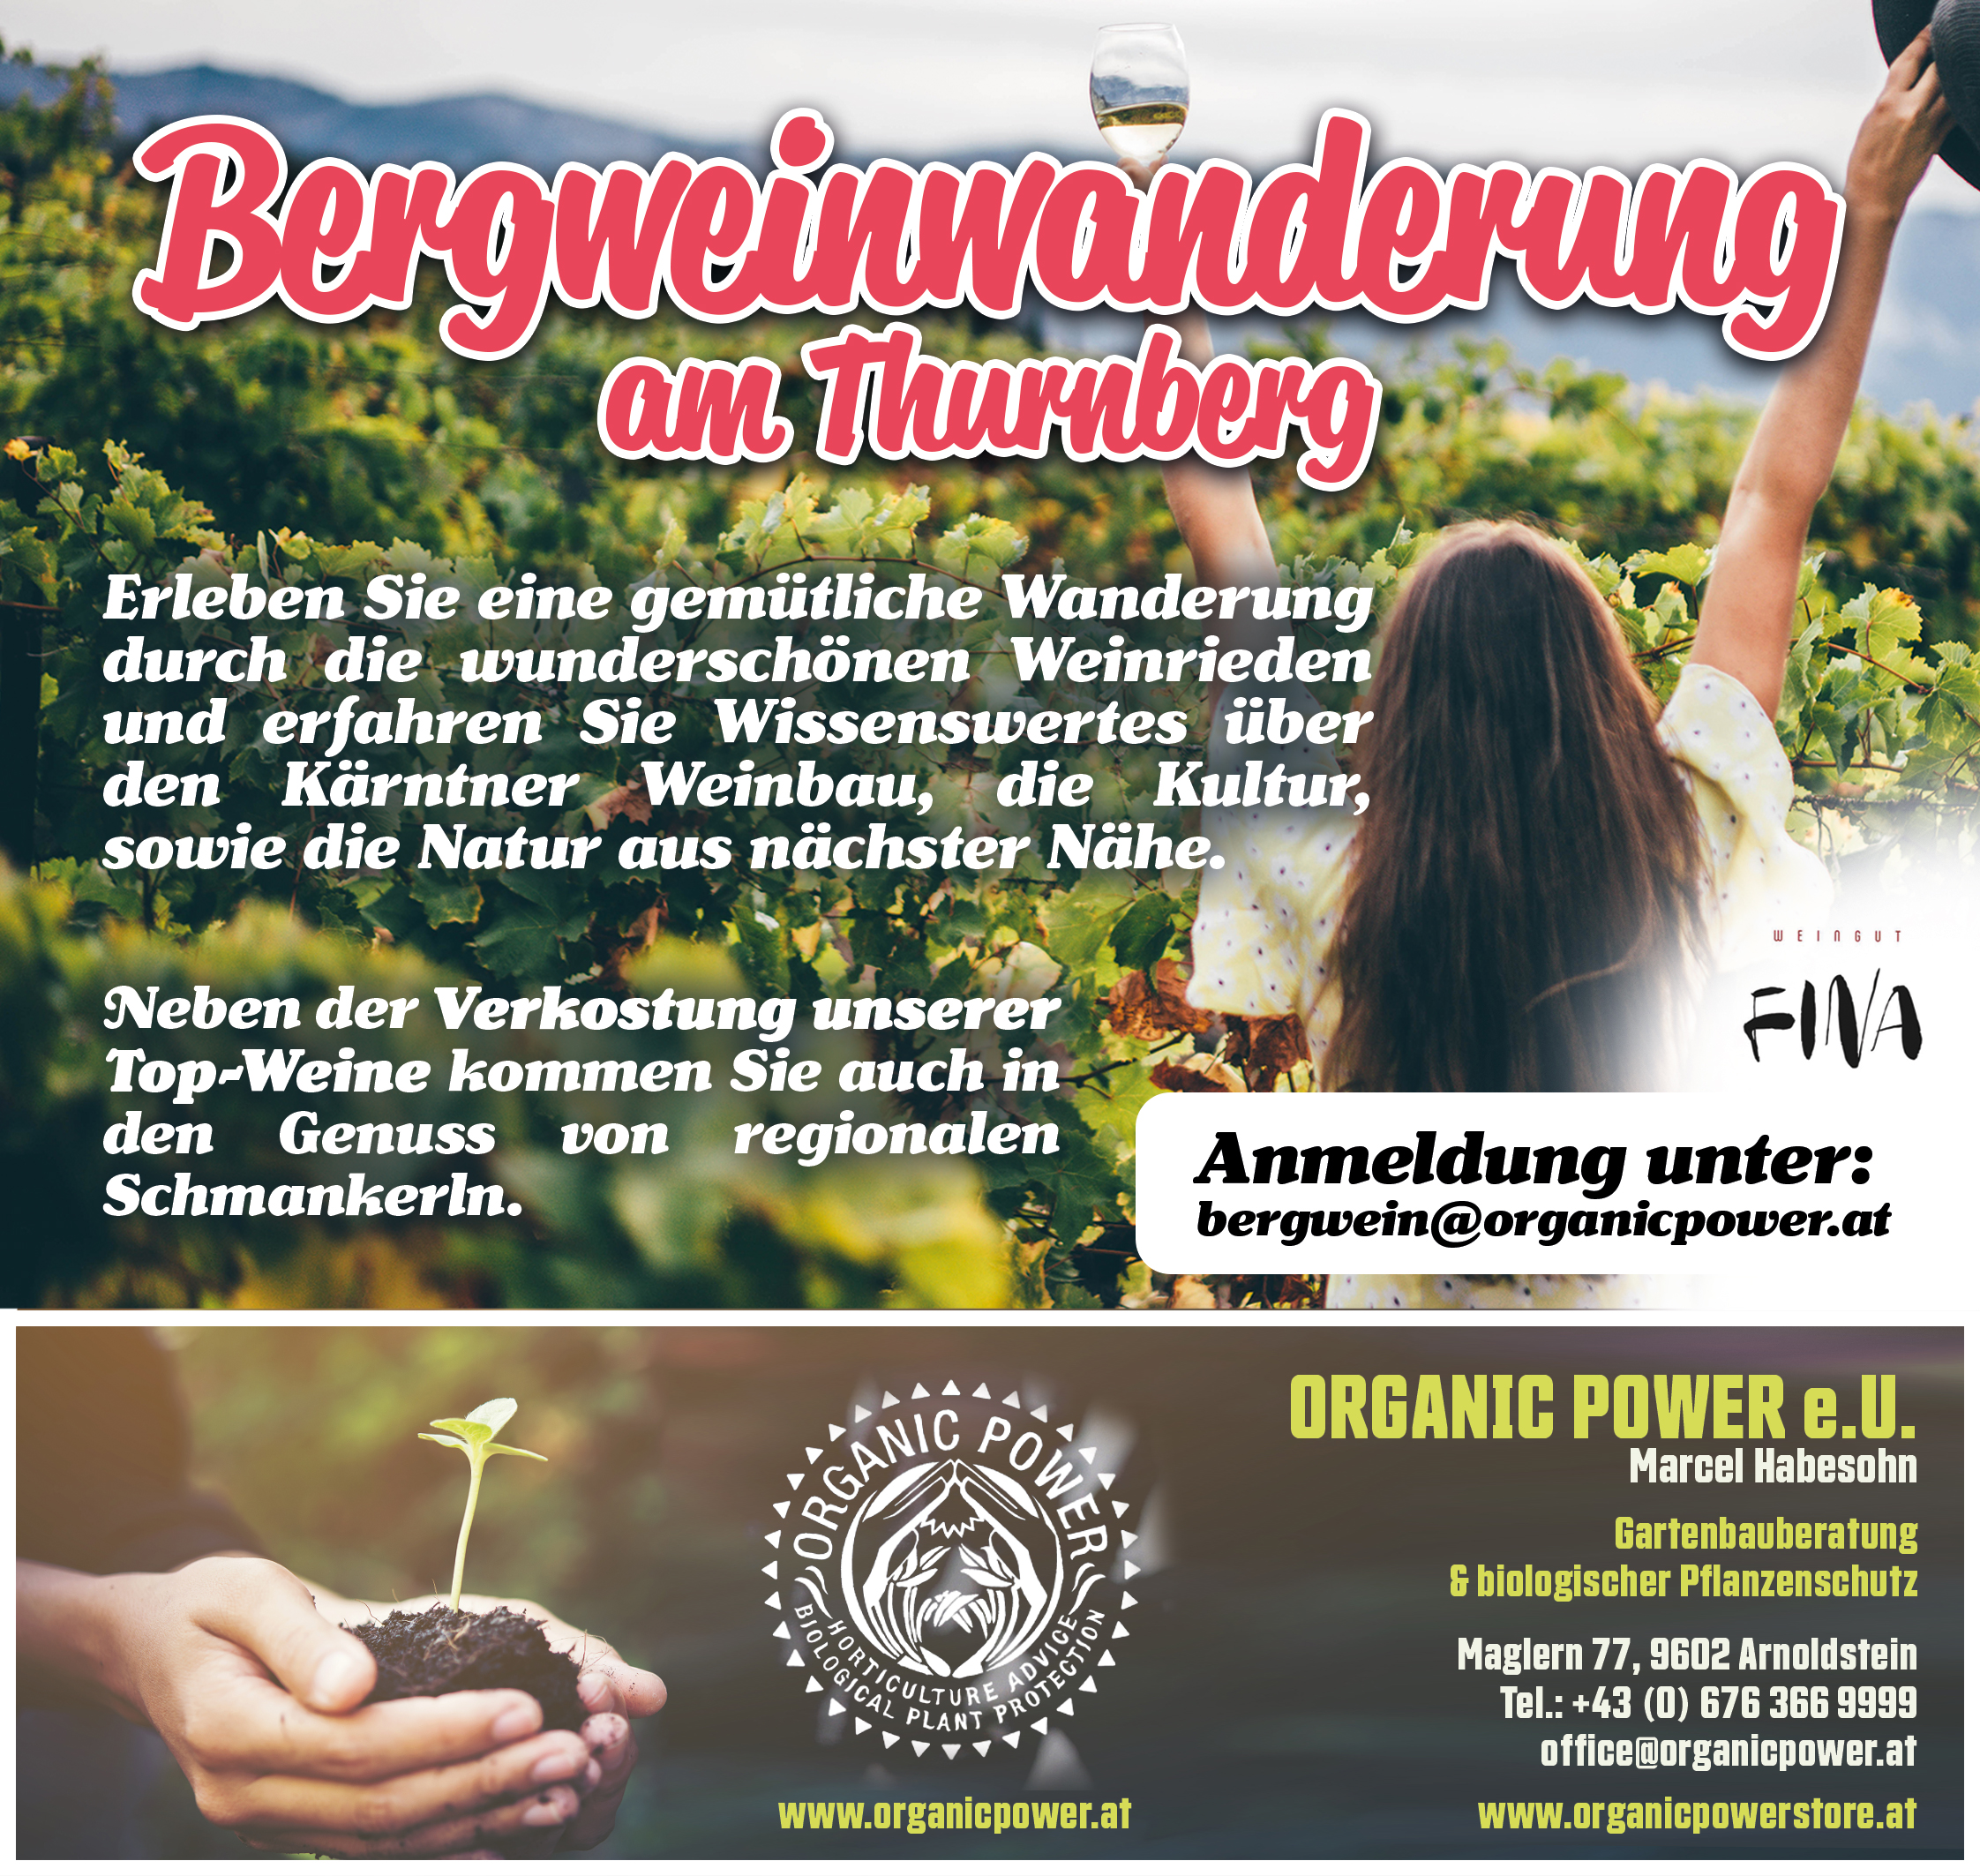 Bergweinwanderung
am Thurnberg
Erleben Sie eine gemütliche Wanderung
durch die wunderschönen Weinrieden
und erfahren Sie Wissenswertes über
den Kärntner Weinbau, die Kultur,
sowie die Natur aus nächster Nähe.
Neben der Verkostung unserer
Top-Weine kommen Sie auch in
den Genuss von regionalen
Schmankerln.
WEINGUT
FINA
Anmeldung unter:
bergwein@organicpower.at
ORGANIC POWER
HORTICULTURE ADVICE
BIOLOGICAL PLANT PROTECTION
www.organicpower.at
ORGANIC POWER e.U.
Marcel Habesohn
Gartenbauberatung
& biologischer Pflanzenschutz
Maglern 77, 9602 Arnoldstein
Tel.: +43 (0) 676 366 9999
office@organicpower.at
www.organicpowerstore.at